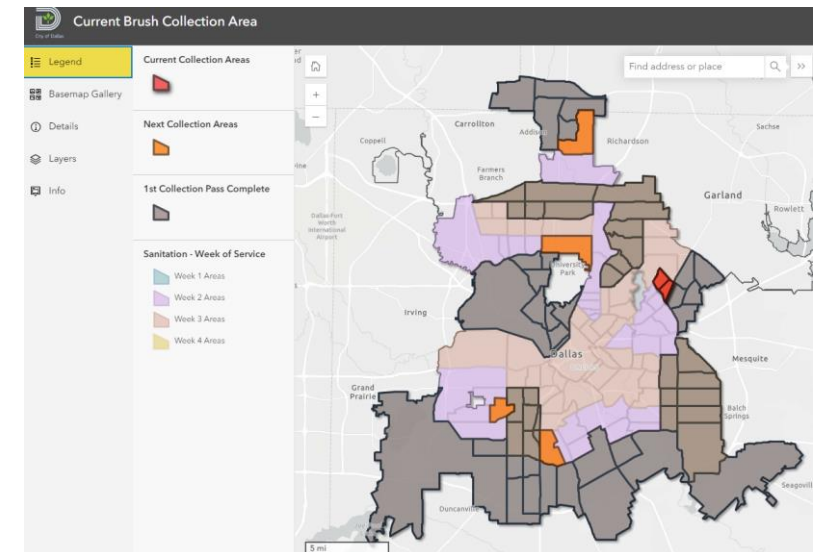 Current Brush Collection Area
City of Dallas
Legend
Basemap Gallery
Details
Layers
Info
Current Collection Areas
Next Collection Areas
1st Collection Pass Complete
Sanitation - Week of Service
Week 1 Areas
Week 2 Areas
Week 3 Areas
Week 4 Areas
Find address or place
+
−
Carrollton
Addison
Coppell
Richardson
Sachse
Farmers
Branch
Garland
Rowlett
Dallas-Fort
Worth
International
Airport
University
Park
Irving
Dallas
Mesquite
Grand
Prairie
Balch
Springs
Seagoville
Duncanville
5 mi